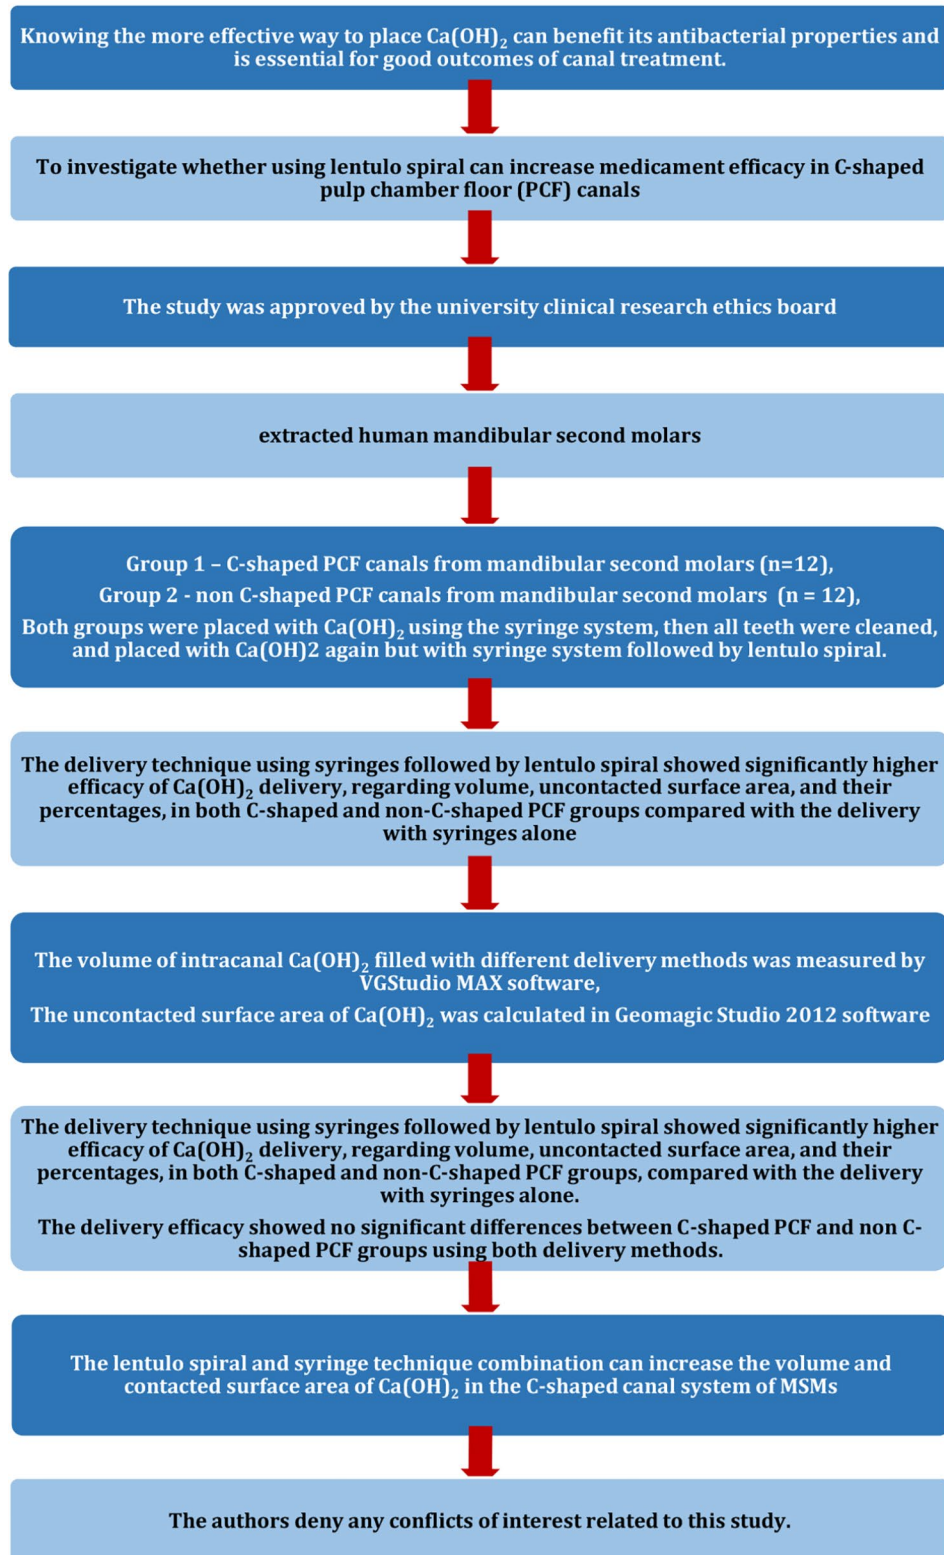 Knowing the more effective way to place Ca(OH)₂ can benefit its antibacterial properties and
is essential for good outcomes of canal treatment.
To investigate whether using lentulo spiral can increase medicament efficacy in C-shaped
pulp chamber floor (PCF) canals
The study was approved by the university clinical research ethics board
extracted human mandibular second molars
Group 1 – C-shaped PCF canals from mandibular second molars (n=12),
Group 2 - non C-shaped PCF canals from mandibular second molars (n = 12),
Both groups were placed with Ca(OH)₂ using the syringe system, then all teeth were cleaned,
and placed with Ca(OH)2 again but with syringe system followed by lentulo spiral.
The delivery technique using syringes followed by lentulo spiral showed significantly higher
efficacy of Ca(OH)₂ delivery, regarding volume, uncontacted surface area, and their
percentages, in both C-shaped and non-C-shaped PCF groups compared with the delivery
with syringes alone
The volume of intracanal Ca(OH)₂ filled with different delivery methods was measured by
VGStudio MAX software,
The uncontacted surface area of Ca(OH)₂ was calculated in Geomagic Studio 2012 software
The delivery technique using syringes followed by lentulo spiral showed significantly higher
efficacy of Ca(OH)₂ delivery, regarding volume, uncontacted surface area, and their
percentages, in both C-shaped and non-C-shaped PCF groups, compared with the delivery
with syringes alone.
The delivery efficacy showed no significant differences between C-shaped PCF and non C-
shaped PCF groups using both delivery methods.
The lentulo spiral and syringe technique combination can increase the volume and
contacted surface area of Ca(OH)₂ in the C-shaped canal system of MSMs
The authors deny any conflicts of interest related to this study.